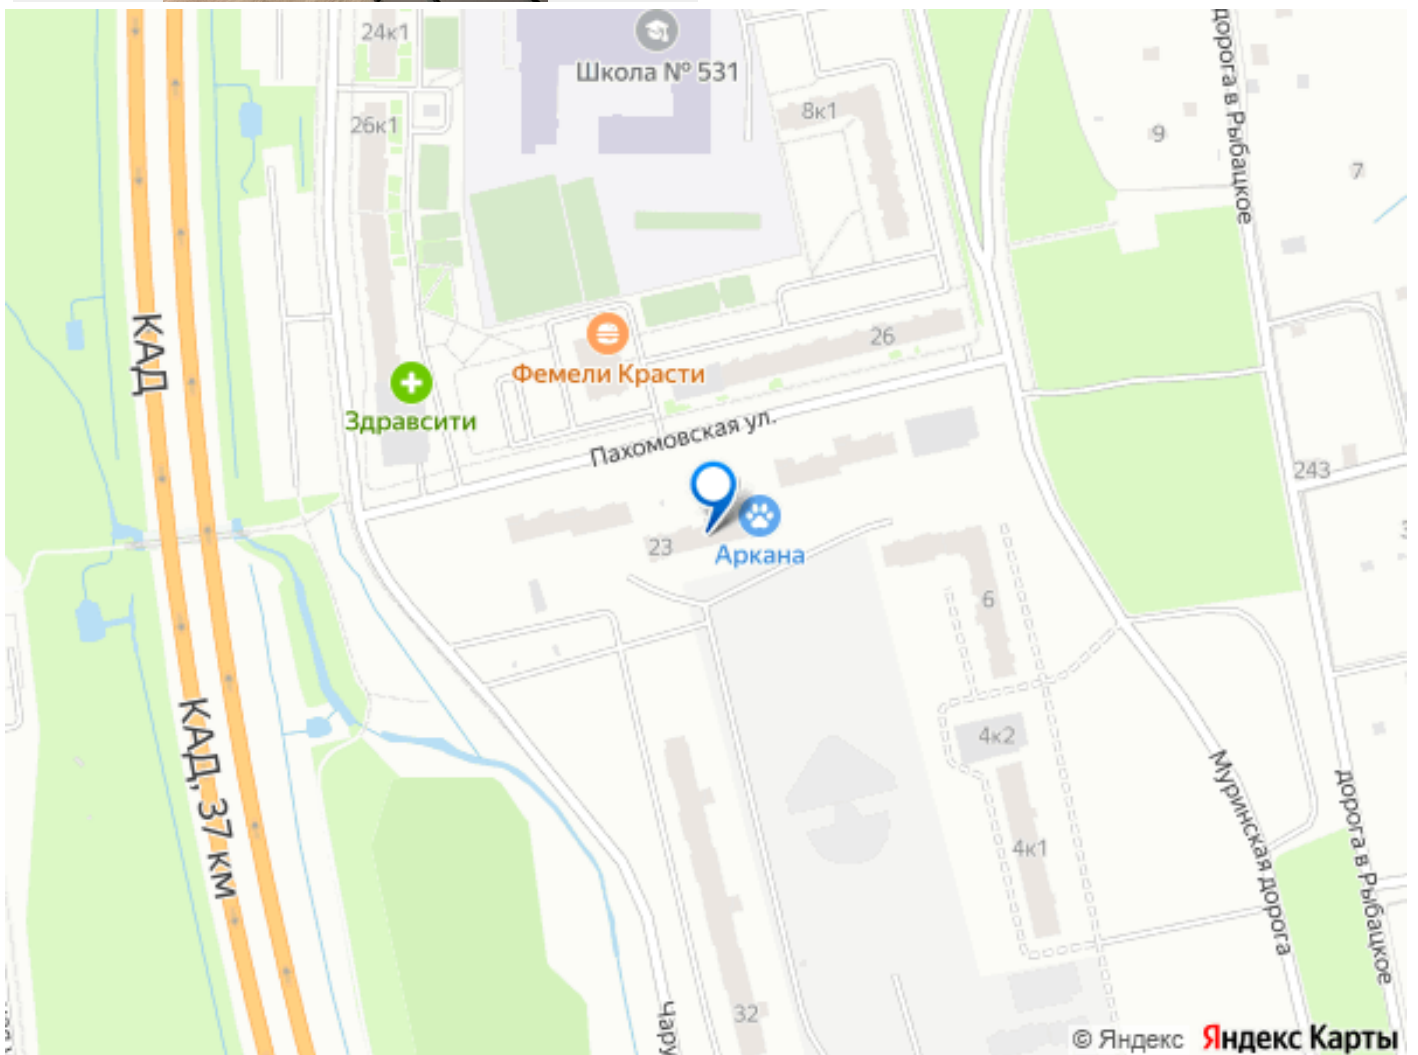 24к1
Школа № 531
26к1
8к1
дорога в Рыбацкое
9
7
КАД
Фемели Красти
26
Здравсити
Пахомовская ул.
243
23
Аркана
6
КАД, 37 км
4к2
4к1
Муринская дорога
дорога в Рыбацкое
32
Чару
© Яндекс Яндекс Карты